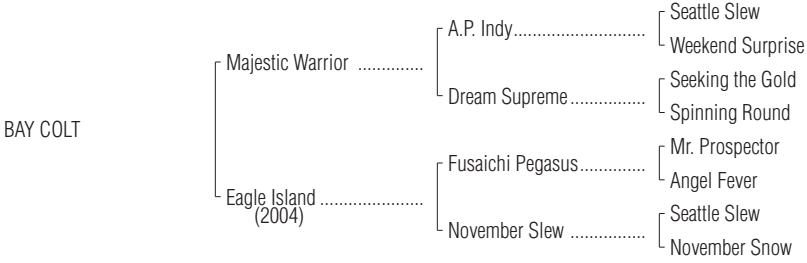 Seattle Slew
A.P. Indy..............................
Weekend Surprise
Majestic Warrior ..............
Seeking the Gold
Dream Supreme................
Spinning Round
BAY COLT
Mr. Prospector
Fusaichi Pegasus..............
Angel Fever
Eagle Island ......................
(2004)
Seattle Slew
November Slew ................
November Snow